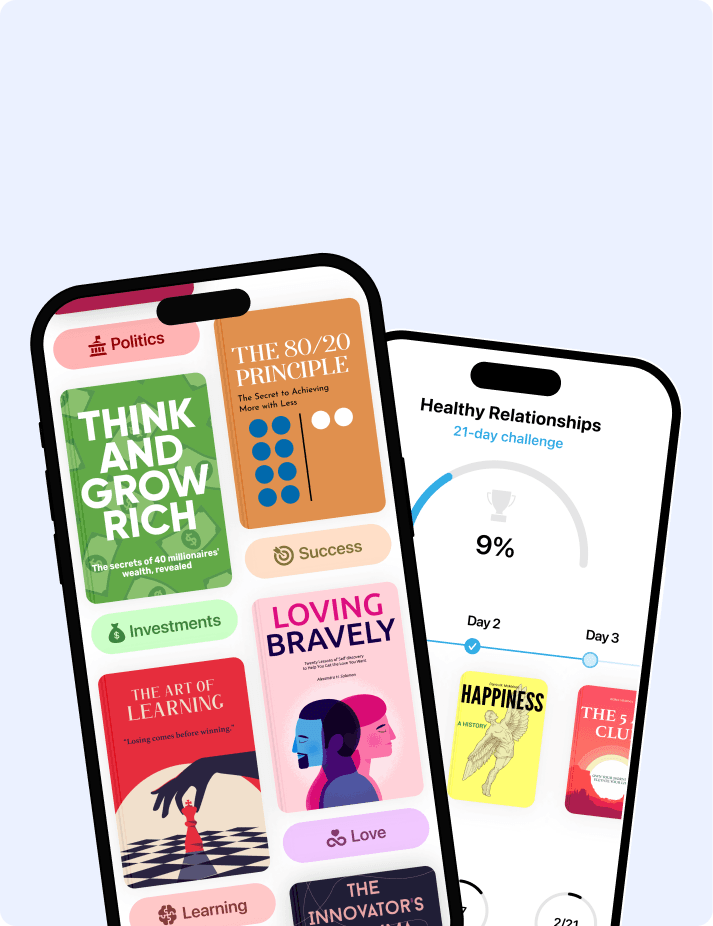 Politics
THINK
AND
GROW
RICH
The secrets of 40 millionaires'
wealth, revealed
Investments
THE ART OF
LEARNING
"Losing comes before winning."
Learning
THE 80/20
PRINCIPLE
The Secret to Achieving
More with Less
Success
LOVING
BRAVELY
Twenty Lessons of Self-Discovery
to Help You Get the Love You Want
Alexandra H. Solomon
Love
THE
INNOVATOR'S
Healthy Relationships
21-day challenge
9%
Day 2
Day 3
HAPPINESS
A HISTORY
THE 5
CLU
2/21